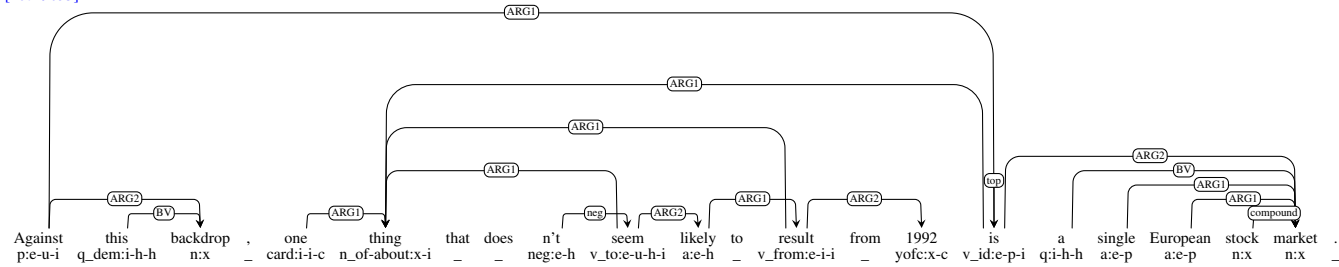 ARG1
ARG1
ARG1
ARG2
ARG1
BV
top
ARG2 ARG1 ARG2 ARG1
BV ARG1 neg ARG2 ARG1
compound
Against this backdrop , one thing that does n't seem likely to result from 1992 is a single European stock market .
p:e-u-i q_dem:i-h-h n:x _ card:i-i-c n_of-about:x-i _ _ neg:e-h v_to:e-u-h-i a:e-h _ v_from:e-i-i _ yofc:x-c v_id:e-p-i q:i-h-h a:e-p a:e-p n:x n:x _